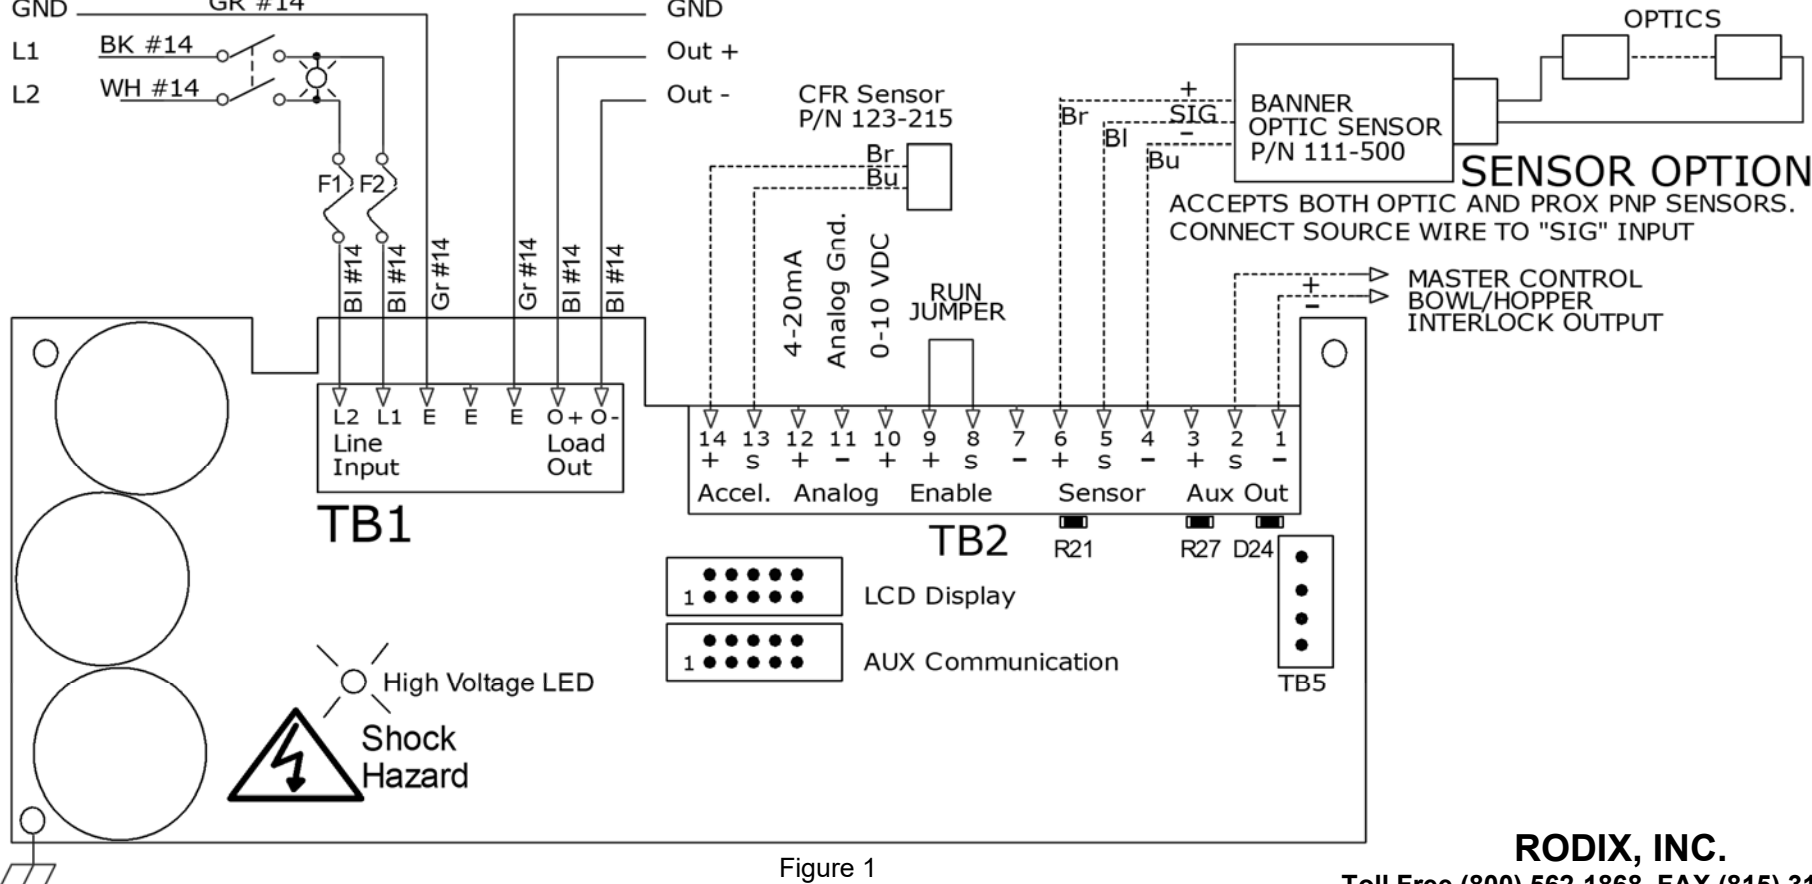 GND GR #14 GND OPTICS
L1 BK #14 Out +
L2 WH #14 Out -
CFR Sensor
P/N 123-215
+
SIG
-
Br
Bl
Bu
BANNER
OPTIC SENSOR
P/N 111-500
Br
Bu
SENSOR OPTION
ACCEPTS BOTH OPTIC AND PROX PNP SENSORS.
CONNECT SOURCE WIRE TO "SIG" INPUT
F1 F2
Bl #14 Bl #14 Gr #14 Gr #14 Bl #14 Bl #14
4-20mA
Analog Gnd.
0-10 VDC
RUN
JUMPER
+
-
MASTER CONTROL
BOWL/HOPPER
INTERLOCK OUTPUT
L2 L1 E E E O+ O-
Line Load
Input Out
TB1
14 13 12 11 10 9 8 7 6 5 4 3 2 1
+ S + - + + S - + S - + S -
Accel. Analog Enable Sensor Aux Out
TB2
R21 R27 D24
1 LCD Display
1 AUX Communication
TB5
High Voltage LED
Shock
Hazard
Figure 1
RODIX, INC.